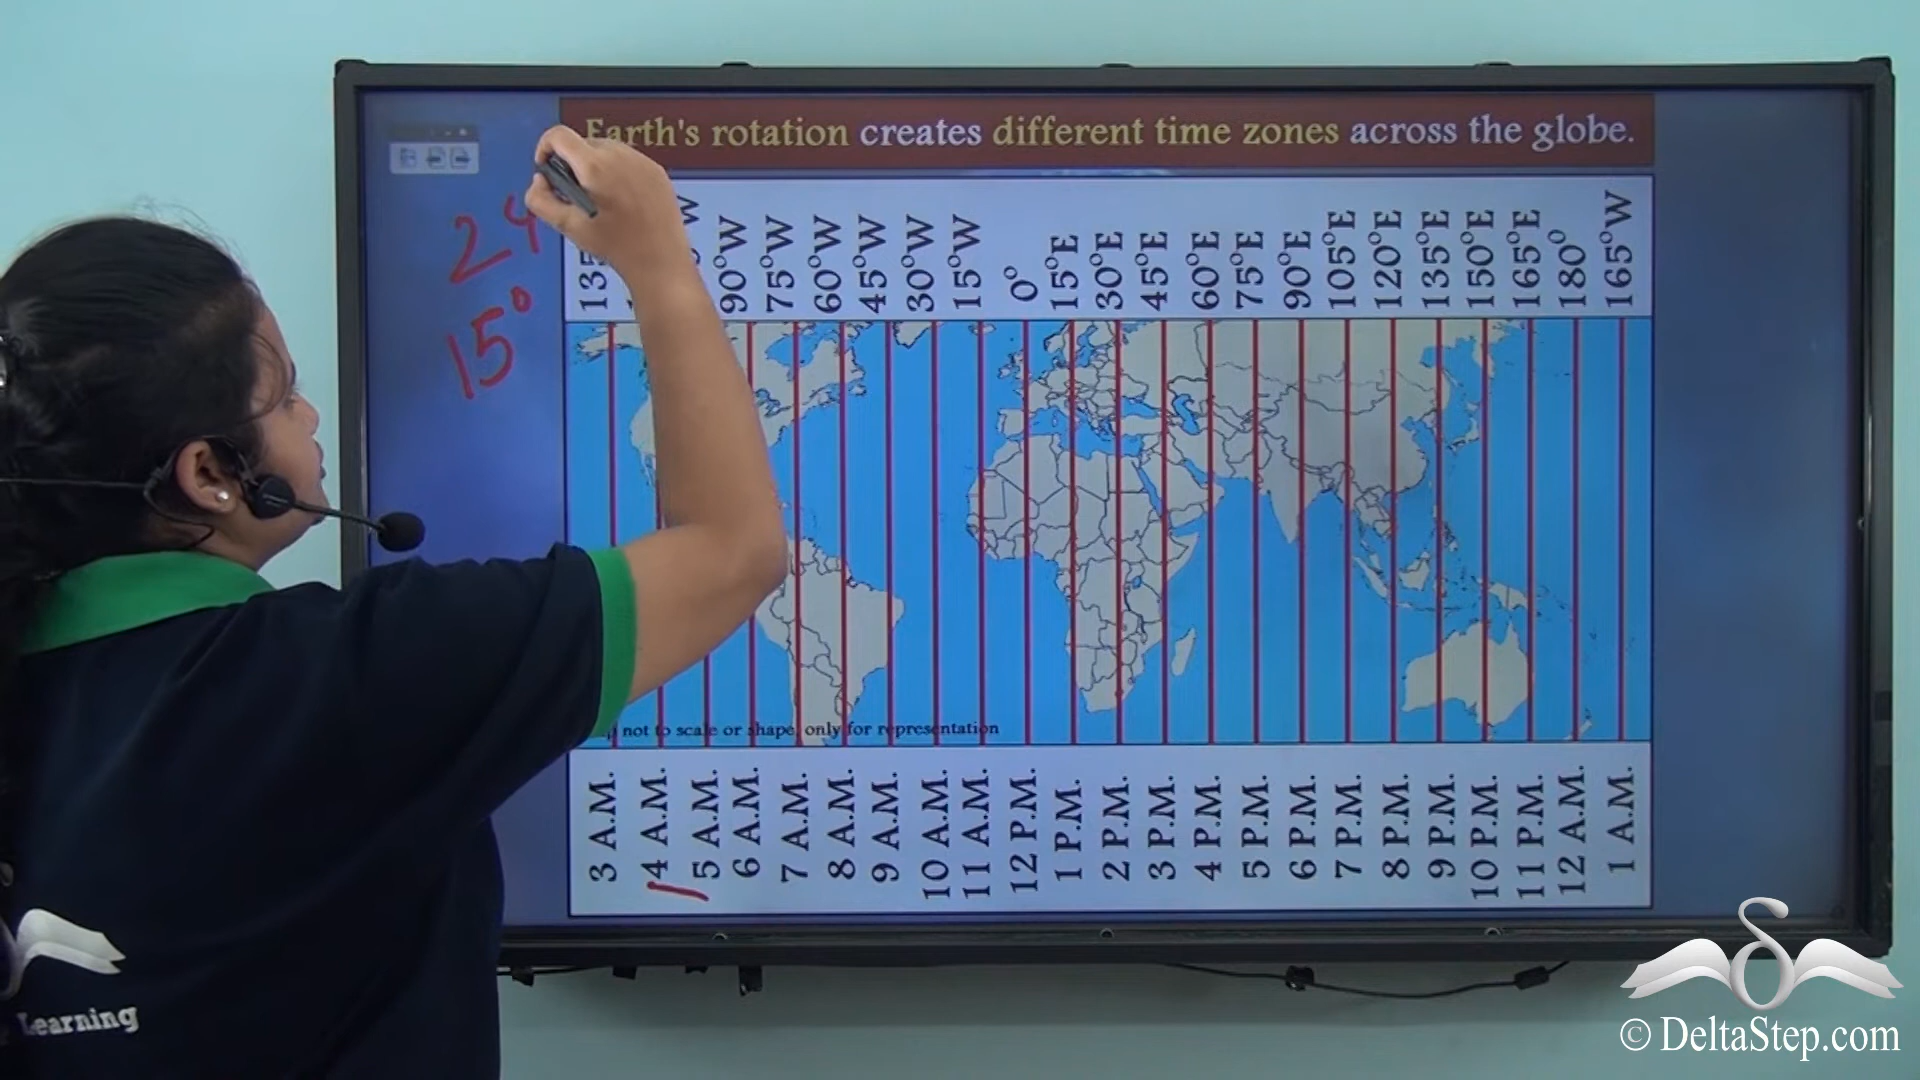 Earth's rotation creates different time zones across the globe.
24
15°
90°W 75°W 60°W 45°W 30°W 15°W 0° 15°E 30°E 45°E 60°E 75°E 90°E 105°E 120°E 135°E 150°E 165°E 180° 165°W
not to scale or shape, only for representation
3 A.M. 4 A.M. 5 A.M. 6 A.M. 7 A.M. 8 A.M. 9 A.M. 10 A.M. 11 A.M. 12 P.M. 1 P.M. 2 P.M. 3 P.M. 4 P.M. 5 P.M. 6 P.M. 7 P.M. 8 P.M. 9 P.M. 10 P.M. 11 P.M. 12 A.M. 1 A.M.
Learning
© DeltaStep.com